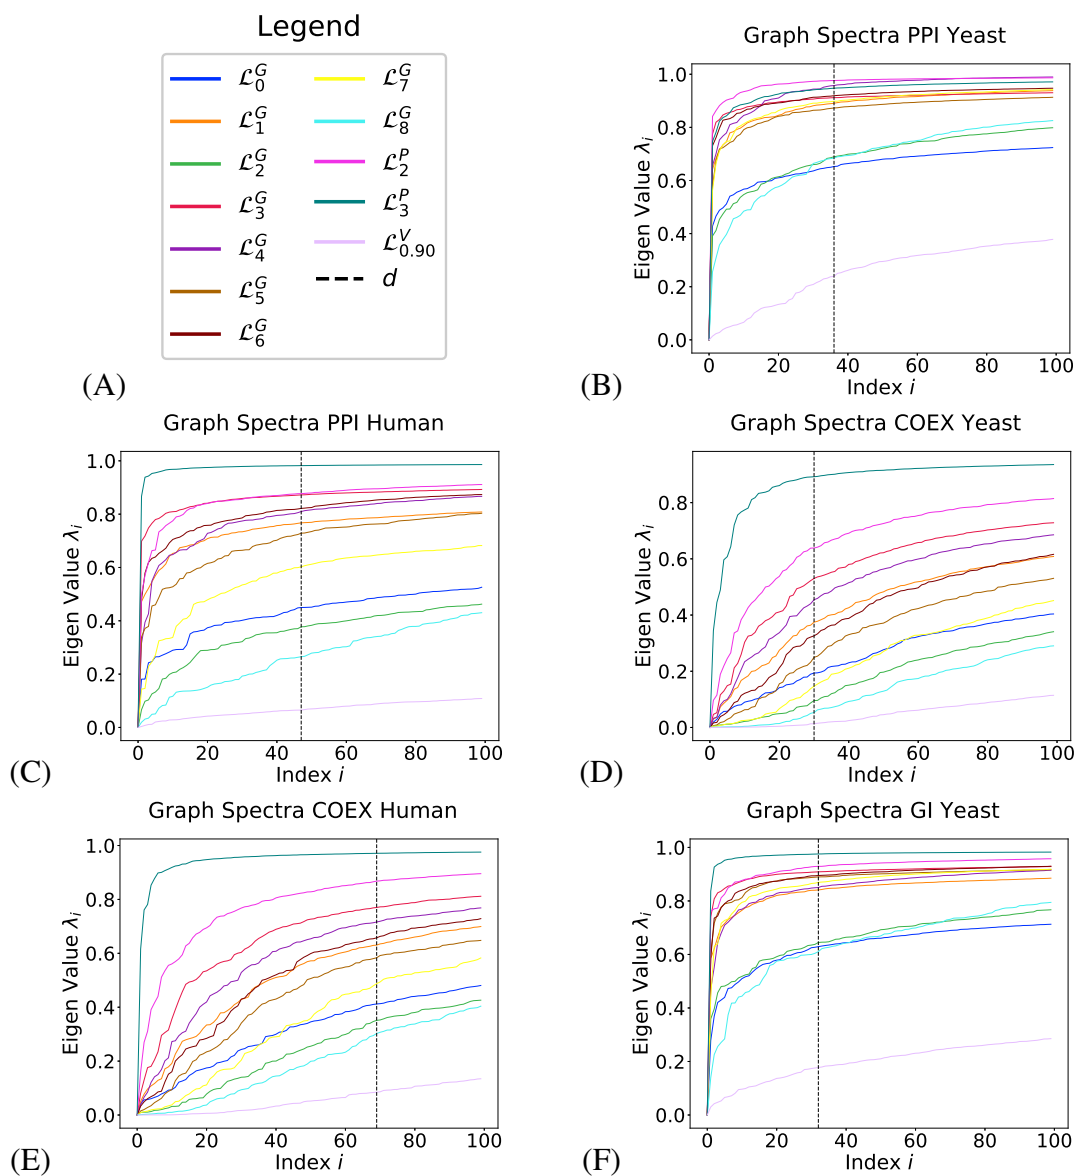 Legend
ℒ₀ᴳ
ℒ₁ᴳ
ℒ₂ᴳ
ℒ₃ᴳ
ℒ₄ᴳ
ℒ₅ᴳ
ℒ₆ᴳ
ℒ₇ᴳ
ℒ₈ᴳ
ℒ₂ᴾ
ℒ₃ᴾ
ℒ^V_0.90
d
(A)
Graph Spectra PPI Yeast
Eigen Value λᵢ
1.0
0.8
0.6
0.4
0.2
0.0
0 20 40 60 80 100
Index i
(B)
Graph Spectra PPI Human
Eigen Value λᵢ
1.0
0.8
0.6
0.4
0.2
0.0
0 20 40 60 80 100
Index i
(C)
Graph Spectra COEX Yeast
Eigen Value λᵢ
0.8
0.6
0.4
0.2
0.0
0 20 40 60 80 100
Index i
(D)
Graph Spectra COEX Human
Eigen Value λᵢ
1.0
0.8
0.6
0.4
0.2
0.0
0 20 40 60 80 100
Index i
(E)
Graph Spectra GI Yeast
Eigen Value λᵢ
1.0
0.8
0.6
0.4
0.2
0.0
0 20 40 60 80 100
Index i
(F)